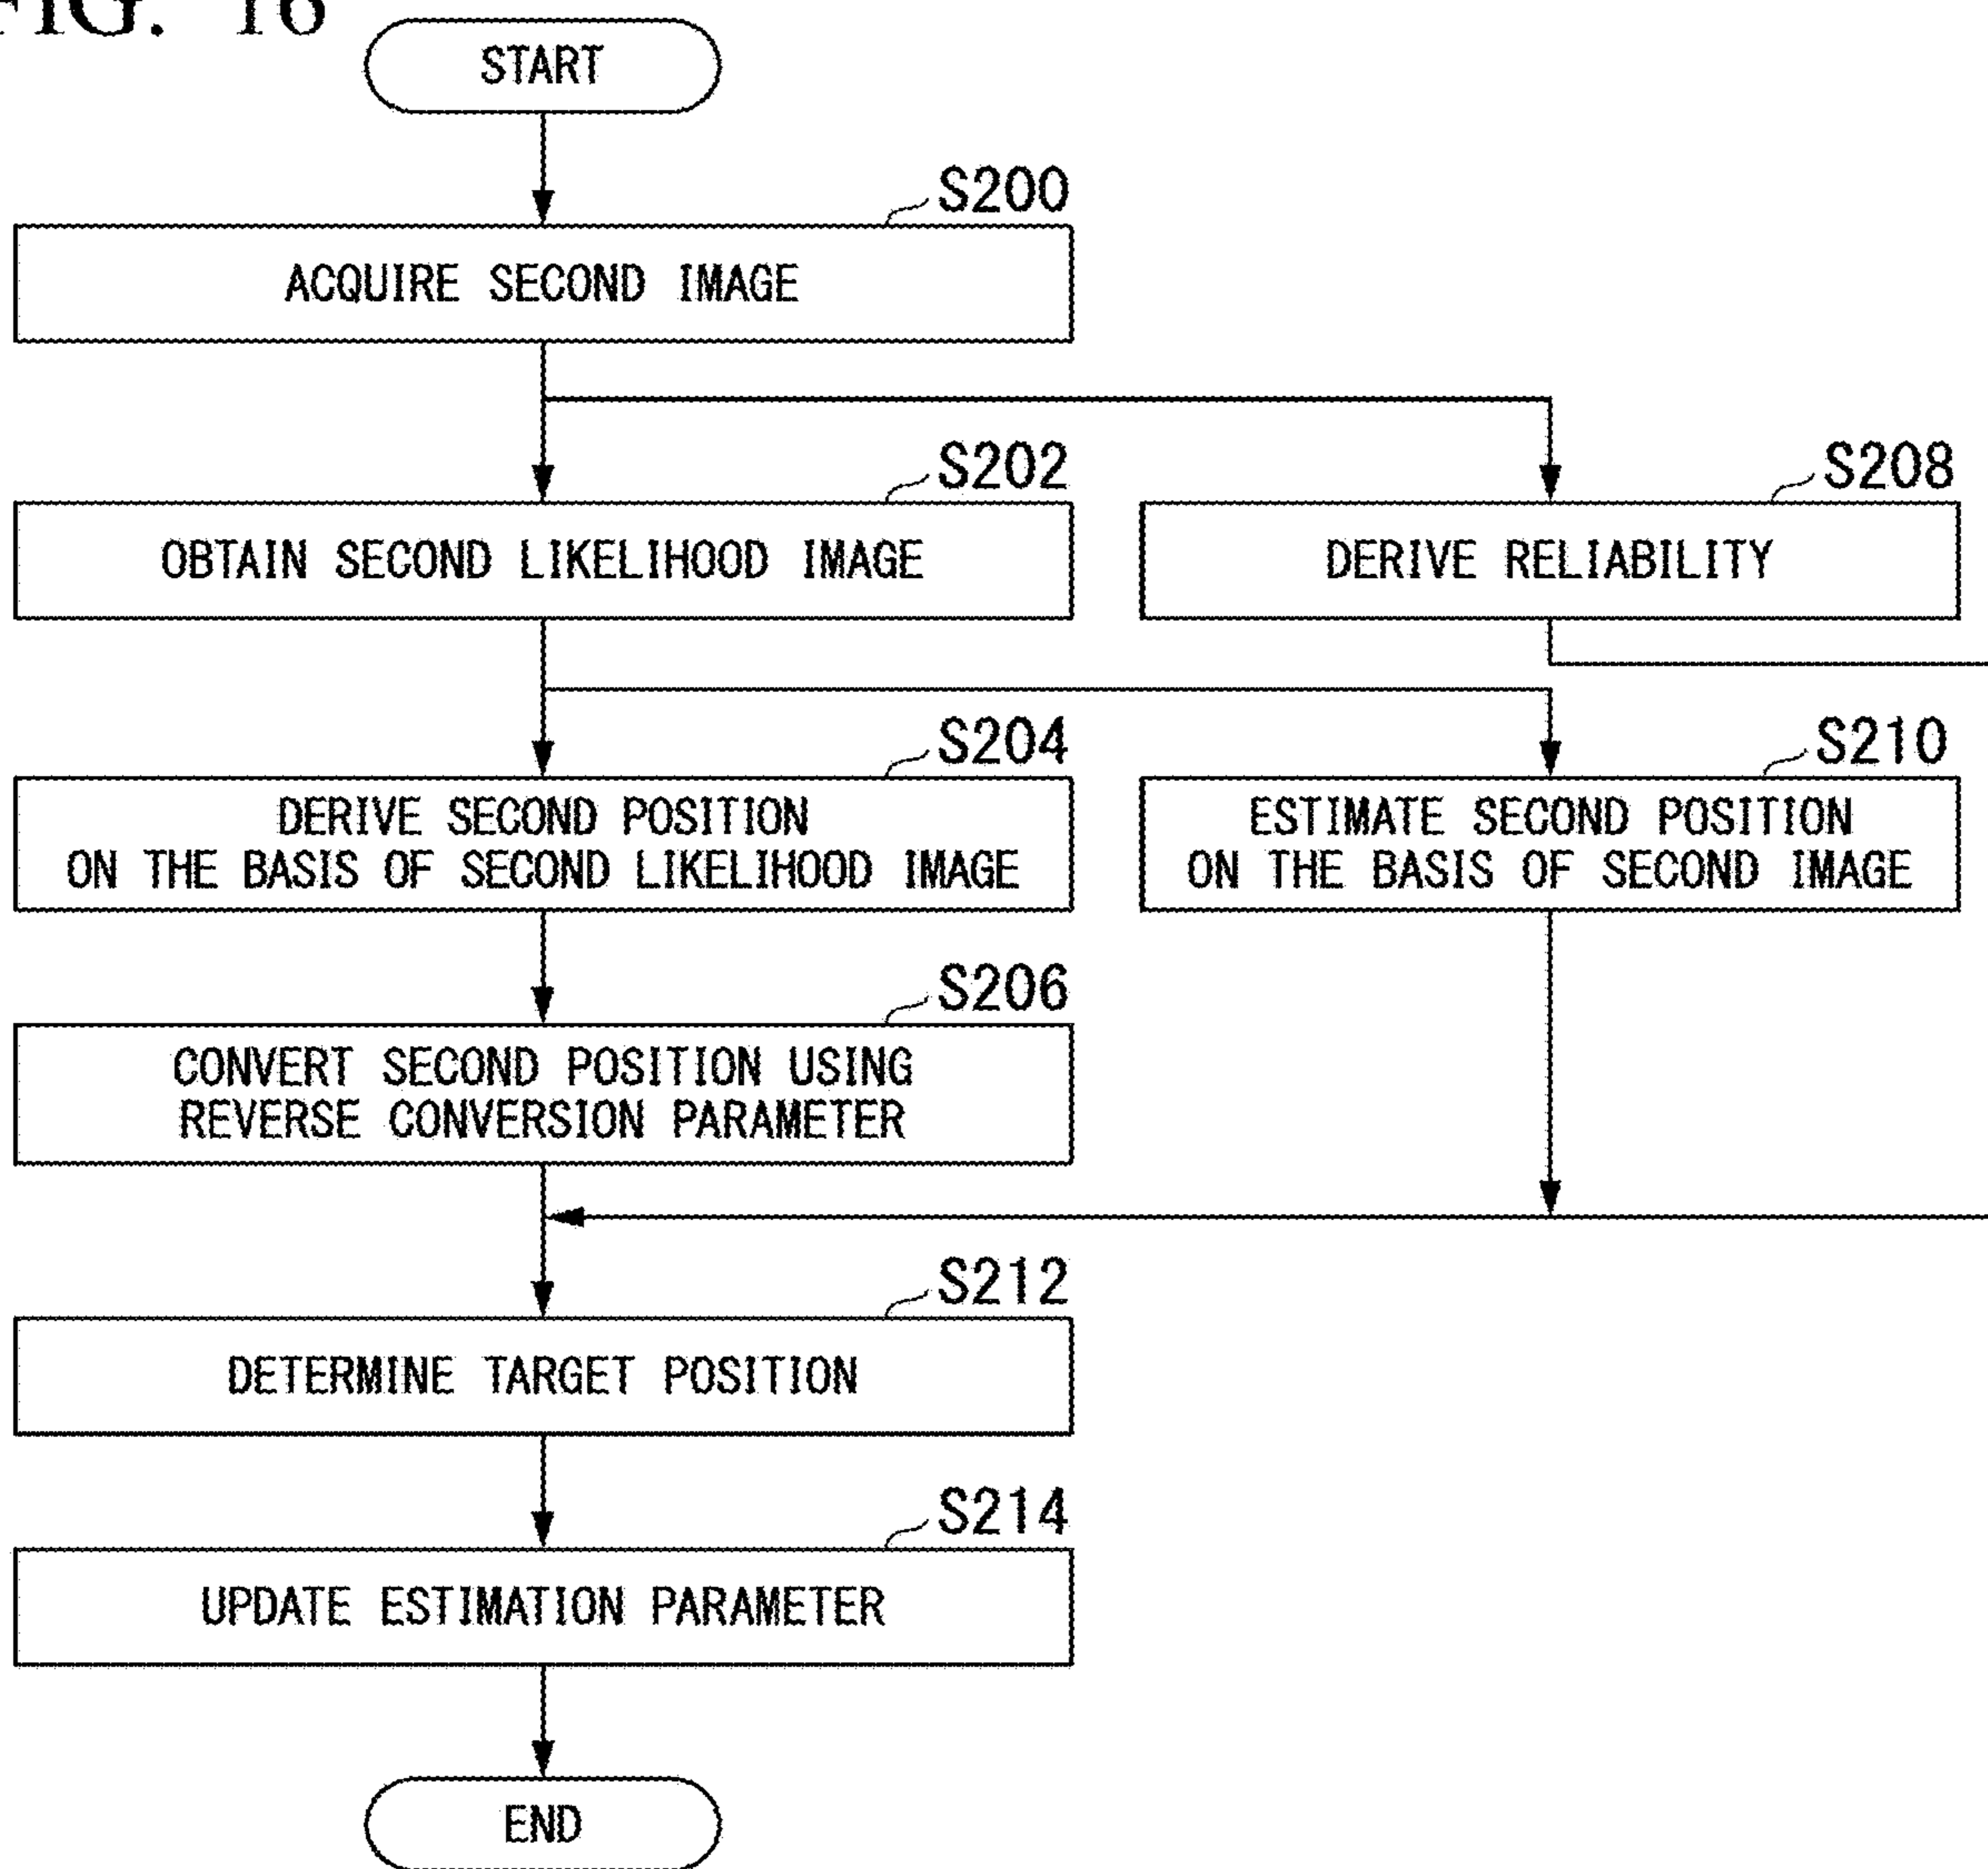 FIG. 16
START
S200
ACQUIRE SECOND IMAGE
S202
OBTAIN SECOND LIKELIHOOD IMAGE
S208
DERIVE RELIABILITY
S204
DERIVE SECOND POSITION
ON THE BASIS OF SECOND LIKELIHOOD IMAGE
S210
ESTIMATE SECOND POSITION
ON THE BASIS OF SECOND IMAGE
S206
CONVERT SECOND POSITION USING
REVERSE CONVERSION PARAMETER
S212
DETERMINE TARGET POSITION
S214
UPDATE ESTIMATION PARAMETER
END